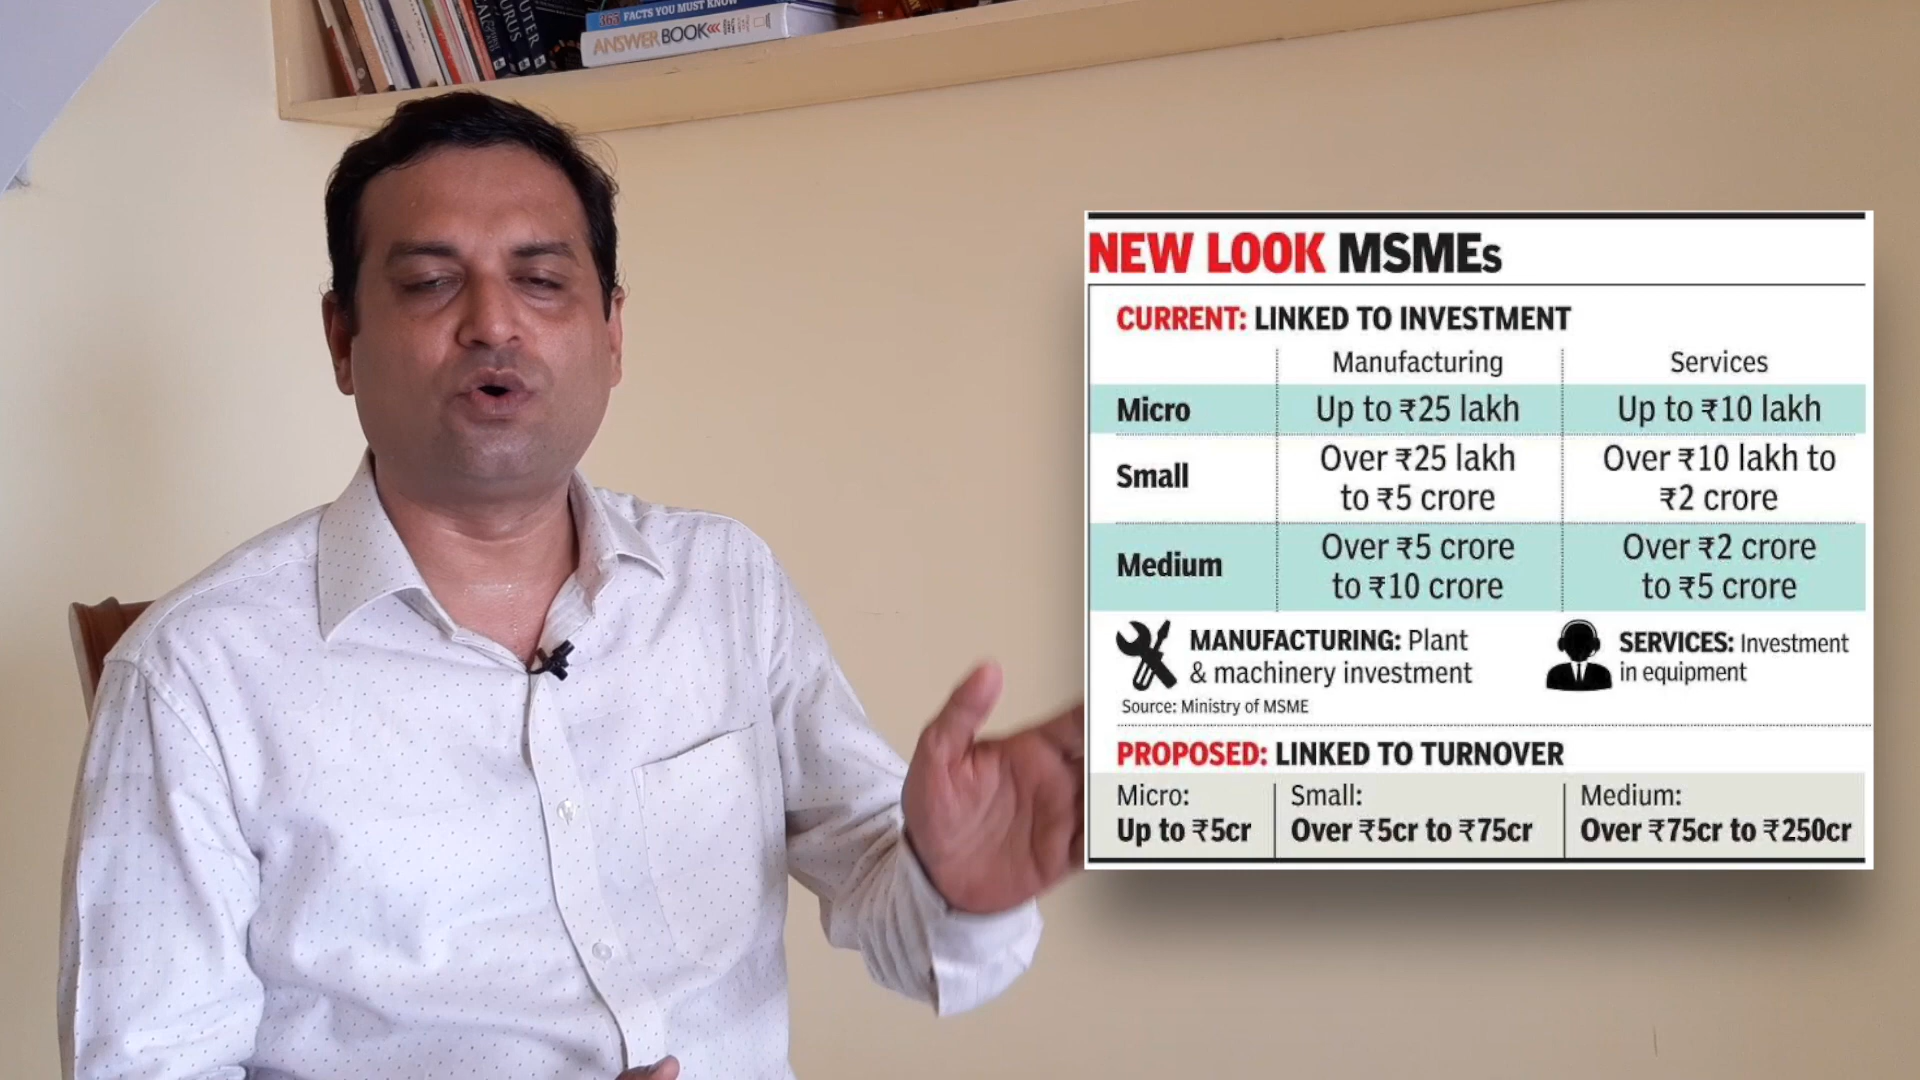 365 FACTS YOU MUST KNOW
ANSWER BOOK
NEW LOOK MSMEs
CURRENT: LINKED TO INVESTMENT
Manufacturing Services
Micro Up to ₹25 lakh Up to ₹10 lakh
Small Over ₹25 lakh to ₹5 crore Over ₹10 lakh to ₹2 crore
Medium Over ₹5 crore to ₹10 crore Over ₹2 crore to ₹5 crore
MANUFACTURING: Plant
& machinery investment
SERVICES: Investment
in equipment
Source: Ministry of MSME
PROPOSED: LINKED TO TURNOVER
Micro: Small: Medium:
Up to ₹5cr Over ₹5cr to ₹75cr Over ₹75cr to ₹250cr